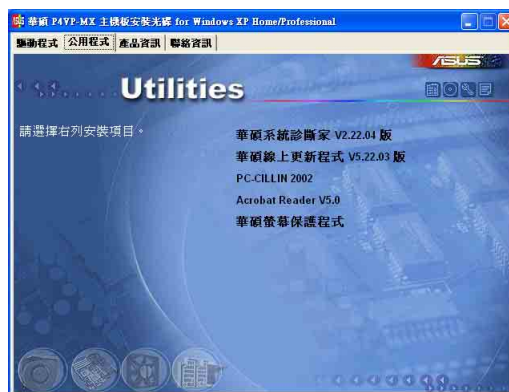 華碩 P4VP-MX 主機板安裝光碟 for Windows XP Home/Professional
驅動程式 公用程式 產品資訊 聯絡資訊
ASUS
Utilities
請選擇右列安裝項目。
華碩系統診斷家 V2.22.04 版
華碩線上更新程式 V5.22.03 版
PC-CILLIN 2002
Acrobat Reader V5.0
華碩螢幕保護程式